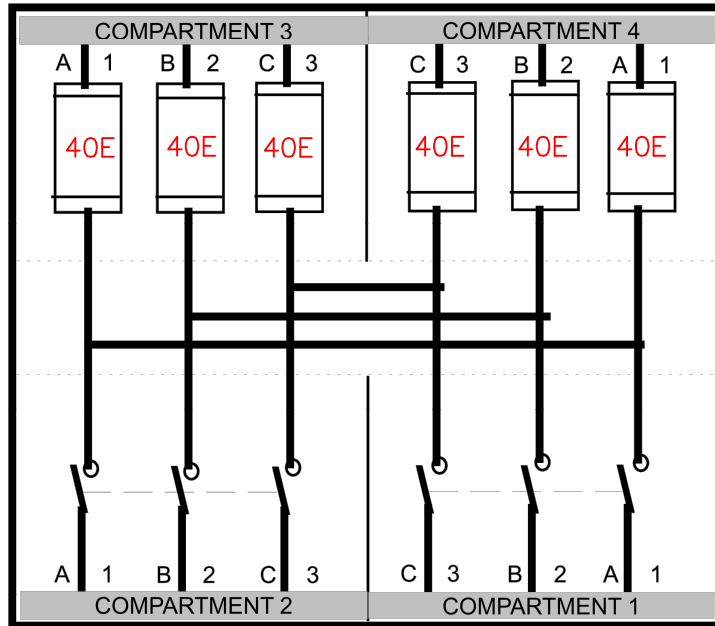 COMPARTMENT 3 COMPARTMENT 4
A 1 B 2 C 3 C 3 B 2 A 1
40E 40E 40E 40E 40E 40E
A 1 B 2 C 3 C 3 B 2 A 1
COMPARTMENT 2 COMPARTMENT 1